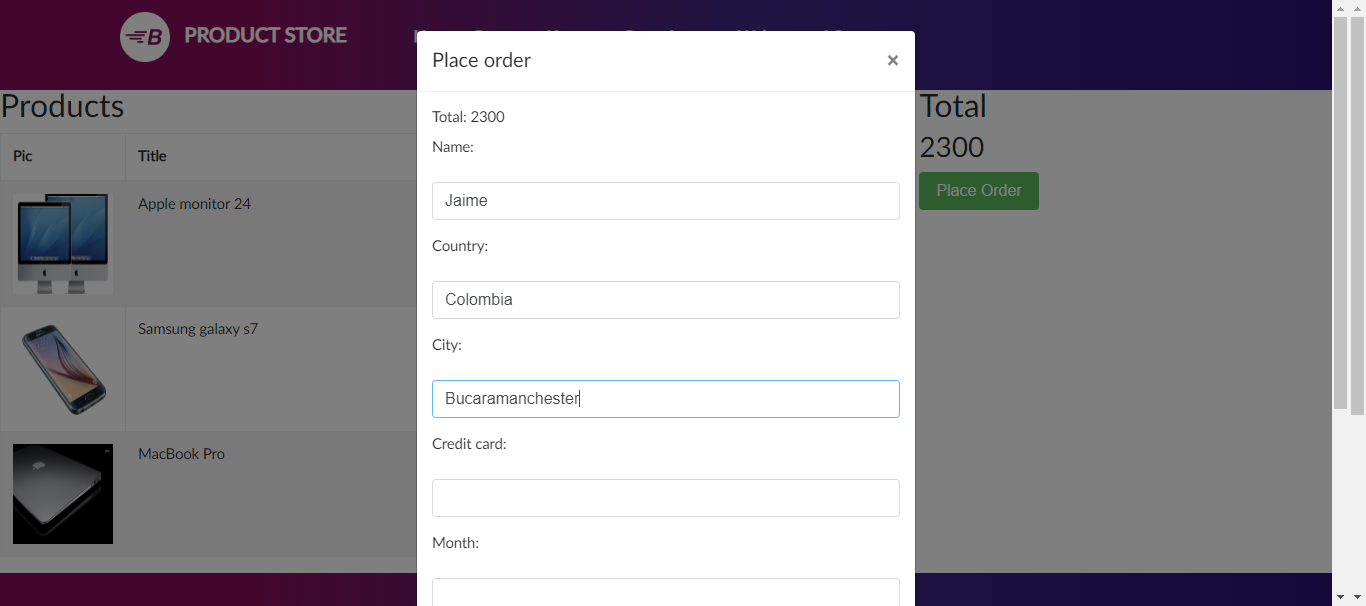 B PRODUCT STORE
Place order ×
Products
Total: 2300
Total
Name:
2300
Pic Title
Place Order
Jaime
Apple monitor 24
Country:
Colombia
Samsung galaxy s7
City:
Bucaramanchester
Credit card:
MacBook Pro
Month: